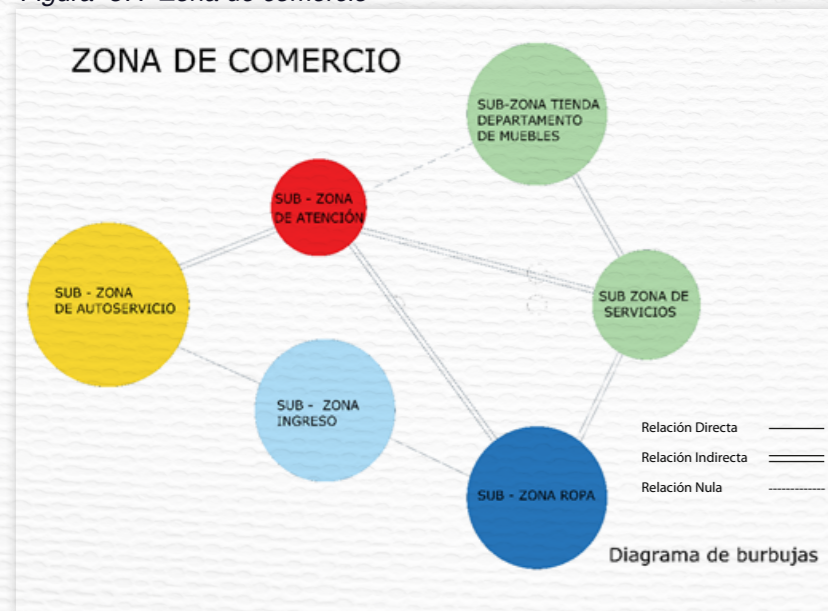 ZONA DE COMERCIO
SUB-ZONA TIENDA
DEPARTAMENTO
DE MUEBLES
SUB - ZONA
DE ATENCIÓN
SUB - ZONA
DE AUTOSERVICIO
SUB ZONA DE
SERVICIOS
SUB - ZONA
INGRESO
SUB - ZONA ROPA
Relación Directa
Relación Indirecta
Relación Nula
Diagrama de burbujas